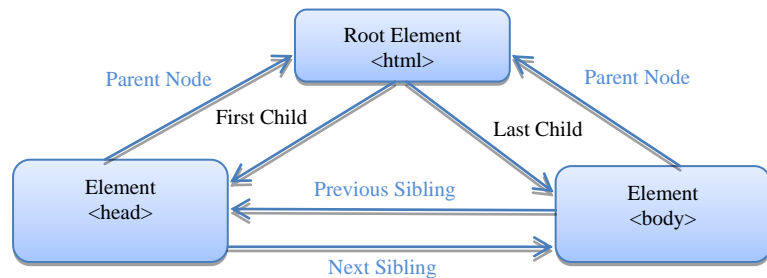 Root Element
<html>
Parent Node
Parent Node
First Child
Last Child
Element
<head>
Previous Sibling
Element
<body>
Next Sibling